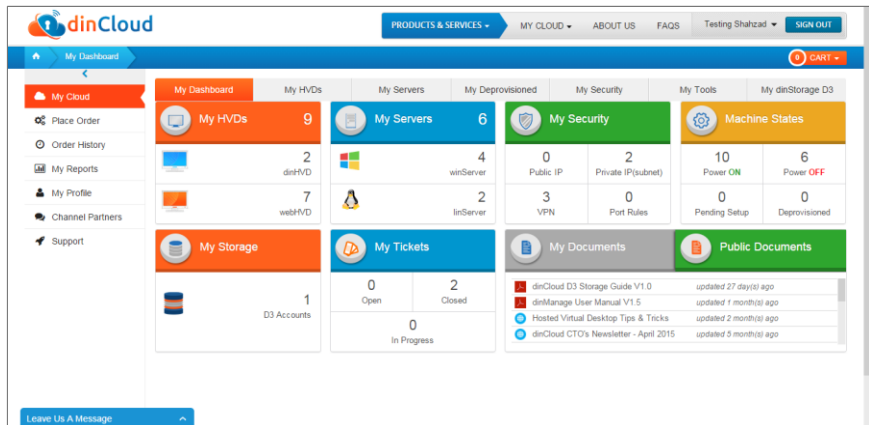 dinCloud
PRODUCTS & SERVICES
MY CLOUD
ABOUT US
FAQS
Testing Shahzad
SIGN OUT
My Dashboard
0 CART
My Cloud
Place Order
Order History
My Reports
My Profile
Channel Partners
Support
My Dashboard
My HVDs
My Servers
My Deprovisioned
My Security
My Tools
My dinStorage D3
My HVDs 9
2
dinHVD
7
webHVD
My Servers 6
4
winServer
2
linServer
My Security
0
Public IP
2
Private IP(subnet)
3
VPN
0
Port Rules
Machine States
10
Power ON
6
Power OFF
0
Pending Setup
0
Deprovisioned
My Storage
1
D3 Accounts
My Tickets
0
Open
2
Closed
0
In Progress
My Documents
Public Documents
dinCloud D3 Storage Guide V1.0 updated 27 day(s) ago
dinManage User Manual V1.5 updated 1 month(s) ago
Hosted Virtual Desktop Tips & Tricks updated 2 month(s) ago
dinCloud CTO's Newsletter - April 2015 updated 5 month(s) ago
Leave Us A Message